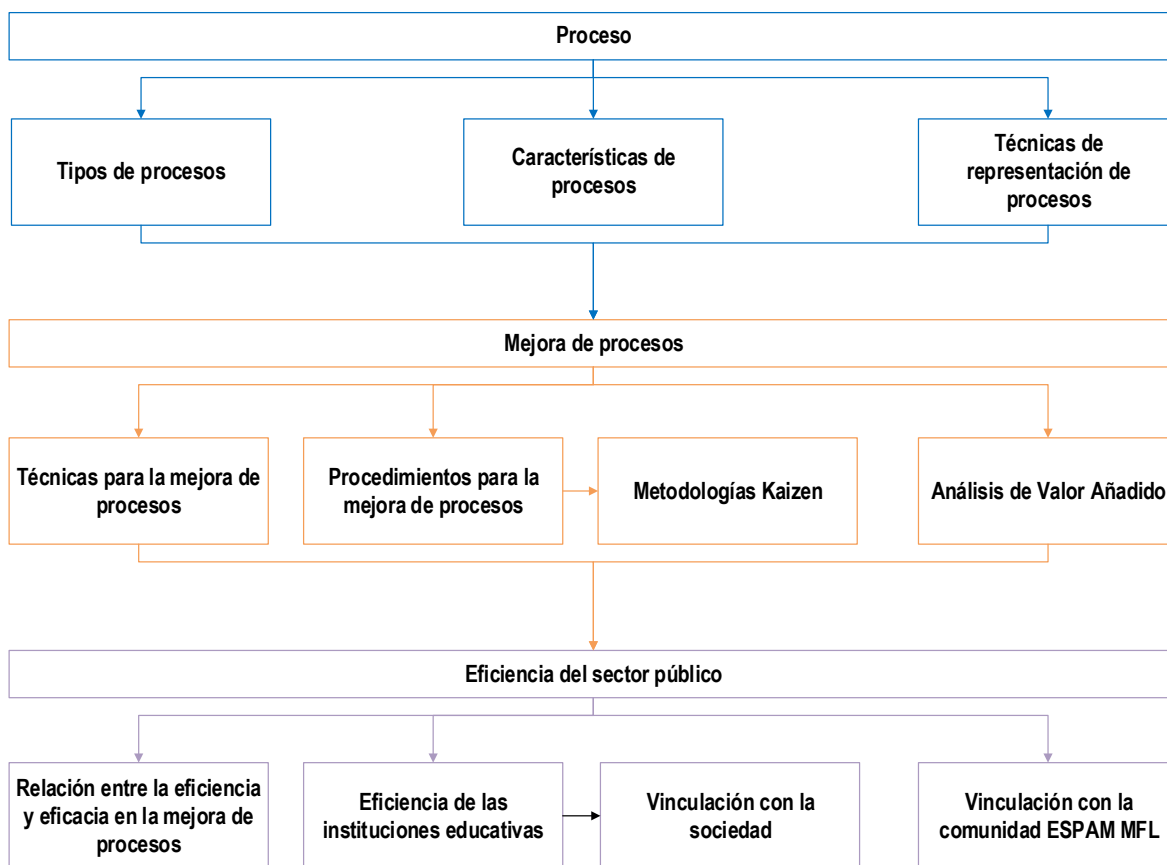 Proceso
Tipos de procesos
Características de
procesos
Técnicas de
representación de
procesos
Mejora de procesos
Técnicas para la mejora de
procesos
Procedimientos para la
mejora de procesos
Metodologías Kaizen
Análisis de Valor Añadido
Eficiencia del sector público
Relación entre la eficiencia
y eficacia en la mejora de
procesos
Eficiencia de las
instituciones educativas
Vinculación con la
sociedad
Vinculación con la
comunidad ESPAM MFL